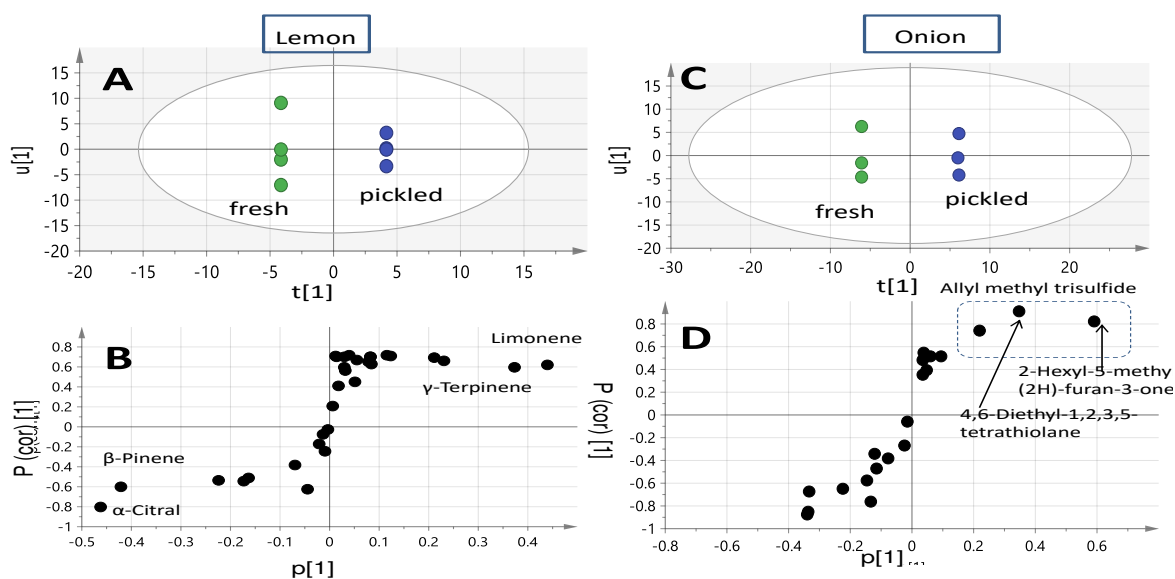 Lemon
A
15
10
5
0
-5
-10
-15
-20
u[1]
fresh
pickled
-20
-15
-10
-5
0
5
10
15
t[1]
Onion
C
15
10
5
0
-5
-10
-15
-20
u[1]
fresh
pickled
-30
-20
-10
0
10
20
t[1]
B
0.8
0.6
0.4
0.2
0
-0.2
-0.4
-0.6
-0.8
-1
P (cor) [1]
Limonene
γ-Terpinene
β-Pinene
α-Citral
-0.5
-0.4
-0.3
-0.2
-0.1
0
0.1
0.2
0.3
0.4
0.5
p[1]
Allyl methyl trisulfide
D
0.8
0.6
0.4
0.2
0
-0.2
-0.4
-0.6
-0.8
-1
P (cor) [1]
2-Hexyl-5-methy
(2H)-furan-3-one
4,6-Diethyl-1,2,3,5-
tetrathiolane
-0.8
-0.6
-0.4
-0.2
0
0.2
0.4
0.6
0.8
p[1]